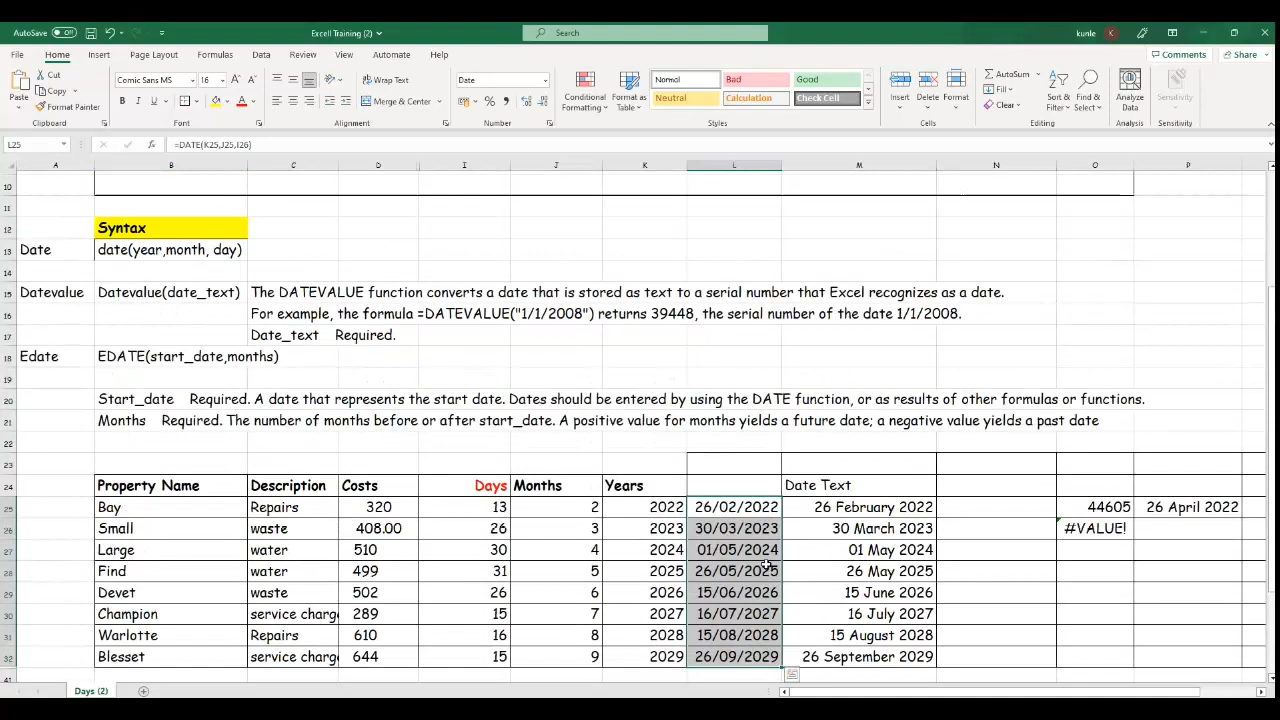 AutoSave Off Excell Training (2) Search kunle K
File Home Insert Page Layout Formulas Data Review View Automate Help Comments Share
Paste Cut Copy Format Painter Clipboard
Comic Sans MS 16 A A B I U Font
Wrap Text Merge & Center Alignment
Date % Number
Conditional Formatting Format as Table Normal Bad Good Neutral Calculation Check Cell Styles
Insert Delete Format Cells
AutoSum Fill Clear Sort & Filter Find & Select Editing
Analyze Data Analysis Sensitivity Sensitivity
L25 fx =DATE(K25,J25,I26)
A B C D I J K L M N O P
10
11
12 Syntax
13 Date date(year,month, day)
14
15 Datevalue Datevalue(date_text) The DATEVALUE function converts a date that is stored as text to a serial number that Excel recognizes as a date.
16 For example, the formula =DATEVALUE("1/1/2008") returns 39448, the serial number of the date 1/1/2008.
17 Date_text Required.
18 Edate EDATE(start_date,months)
19
20 Start_date Required. A date that represents the start date. Dates should be entered by using the DATE function, or as results of other formulas or functions.
21 Months Required. The number of months before or after start_date. A positive value for months yields a future date; a negative value yields a past date
22
23
24 Property Name Description Costs Days Months Years Date Text
25 Bay Repairs 320 13 2 2022 26/02/2022 26 February 2022 44605 26 April 2022
26 Small waste 408.00 26 3 2023 30/03/2023 30 March 2023 #VALUE!
27 Large water 510 30 4 2024 01/05/2024 01 May 2024
28 Find water 499 31 5 2025 26/05/2025 26 May 2025
29 Devet waste 502 26 6 2026 15/06/2026 15 June 2026
30 Champion service charg 289 15 7 2027 16/07/2027 16 July 2027
31 Warlotte Repairs 610 16 8 2028 15/08/2028 15 August 2028
32 Blesset service charg 644 15 9 2029 26/09/2029 26 September 2029
41
Days (2)